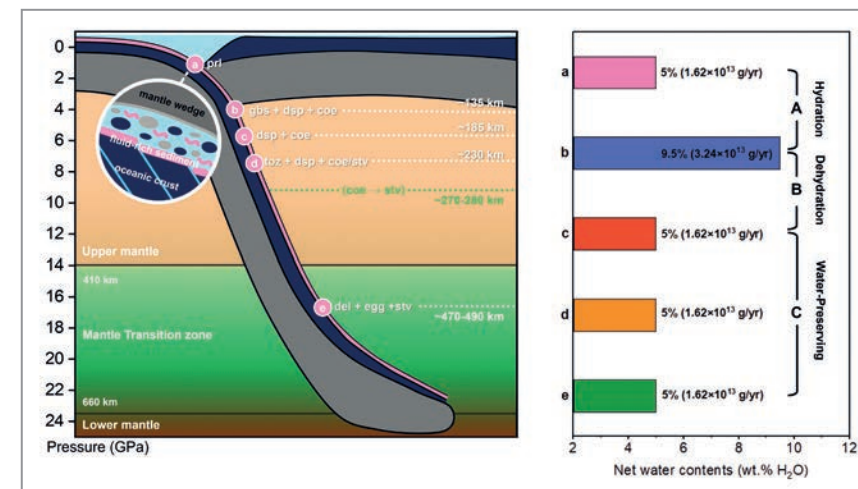 0
2
4
6
8
10
12
14
16
18
20
22
24
Pressure (GPa)
a prl
mantle wedge
fluid-rich sediment
oceanic crust
~135 km
b gbs + dsp + coe
~185 km
c dsp + coe
~230 km
d toz + dsp + coe/stv
(coe → stv)
~270-280 km
Upper mantle
410 km
e del + egg +stv
~470-490 km
Mantle Transition zone
660 km
Lower mantle
a
5% (1.62×10¹³ g/yr)
b
9.5% (3.24×10¹³ g/yr)
c
5% (1.62×10¹³ g/yr)
d
5% (1.62×10¹³ g/yr)
e
5% (1.62×10¹³ g/yr)
A
Hydration
B
Dehydration
C
Water-Preserving
2 4 6 8 10 12
Net water contents (wt.% H₂O)